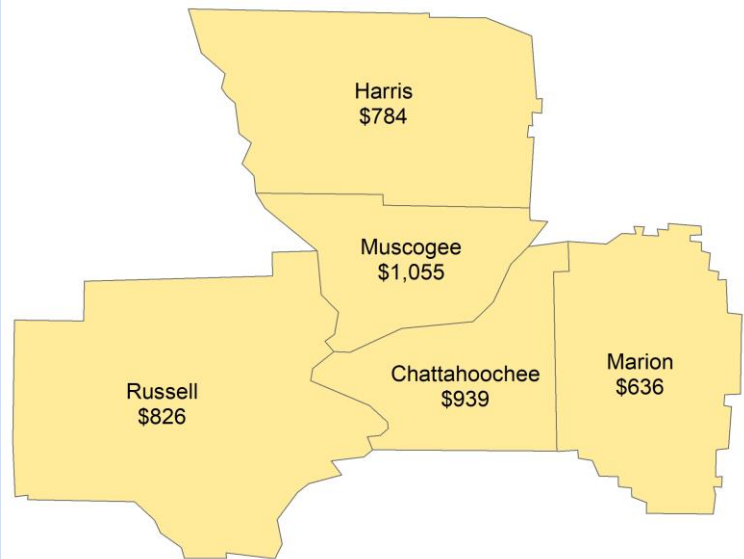 Harris
$784
Muscogee
$1,055
Chattahoochee
$939
Marion
$636
Russell
$826